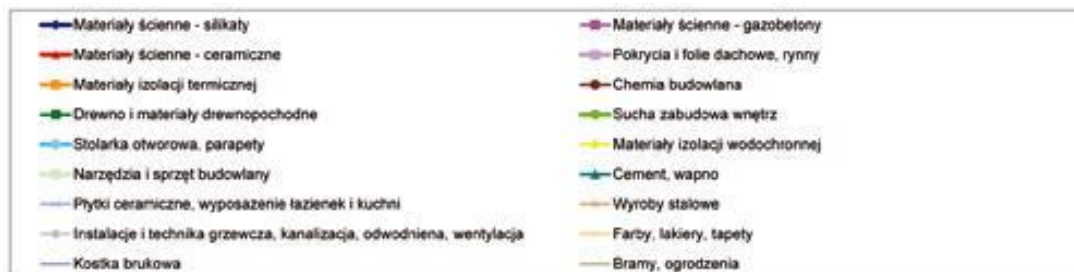 Materiały ścienne - silikaty
Materiały ścienne - gazobetony
Materiały ścienne - ceramiczne
Pokrycia i folie dachowe, rynny
Materiały izolacji termicznej
Chemia budowlana
Drewno i materiały drewnopochodne
Sucha zabudowa wnętrz
Stolarka otworowa, parapety
Materiały izolacji wodochronnej
Narzędzia i sprzęt budowlany
Cement, wapno
Płytki ceramiczne, wyposażenie łazienek i kuchni
Wyroby stalowe
Instalacje i technika grzewcza, kanalizacja, odwodniena, wentylacja
Farby, lakiery, tapety
Kostka brukowa
Bramy, ogrodzenia